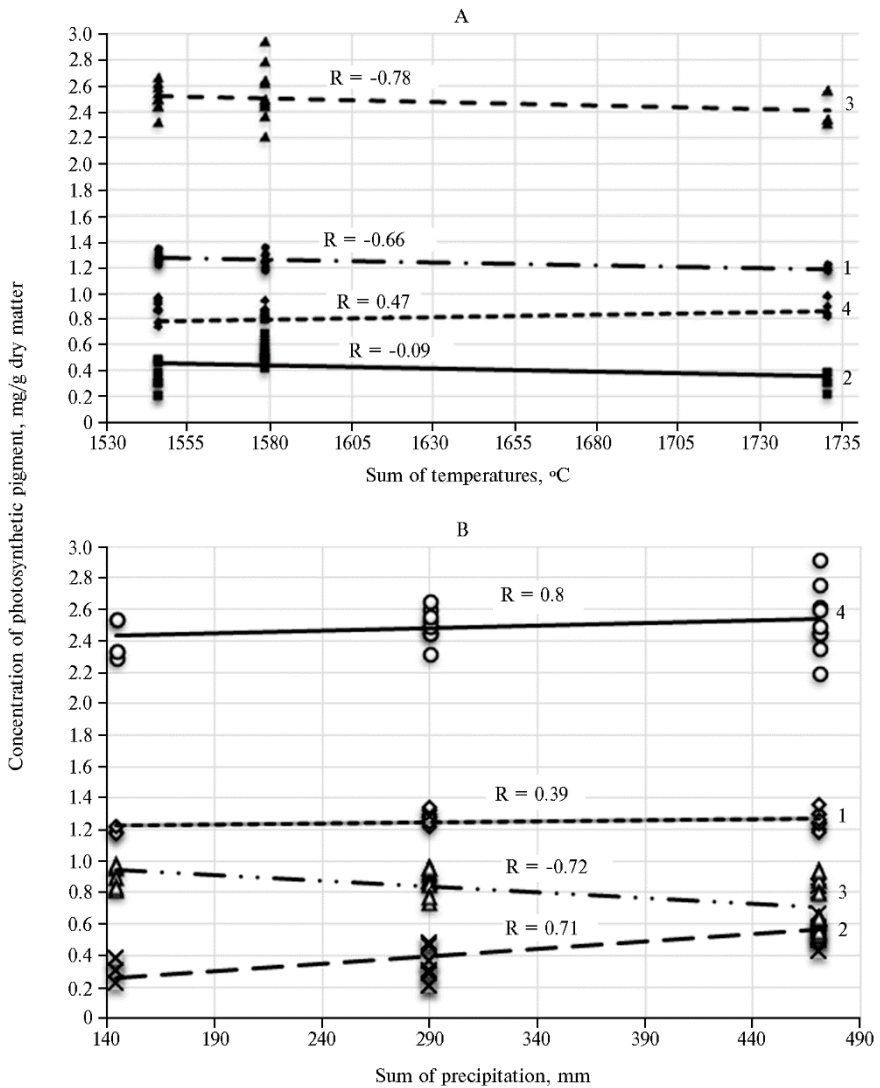 A
3.0
2.8
2.6
2.4
2.2
2.0
1.8
1.6
1.4
1.2
1.0
0.8
0.6
0.4
0.2
0
R = -0.78
3
R = -0.66
1
R = 0.47
4
R = -0.09
2
1530 1555 1580 1605 1630 1655 1680 1705 1730 1735
Sum of temperatures, °C
Concentration of photosynthetic pigment, mg/g dry matter
B
3.0
2.8
2.6
2.4
2.2
2.0
1.8
1.6
1.4
1.2
1.0
0.8
0.6
0.4
0.2
0
R = 0.8
4
R = 0.39
1
R = -0.72
3
R = 0.71
2
140 190 240 290 340 390 440 490
Sum of precipitation, mm